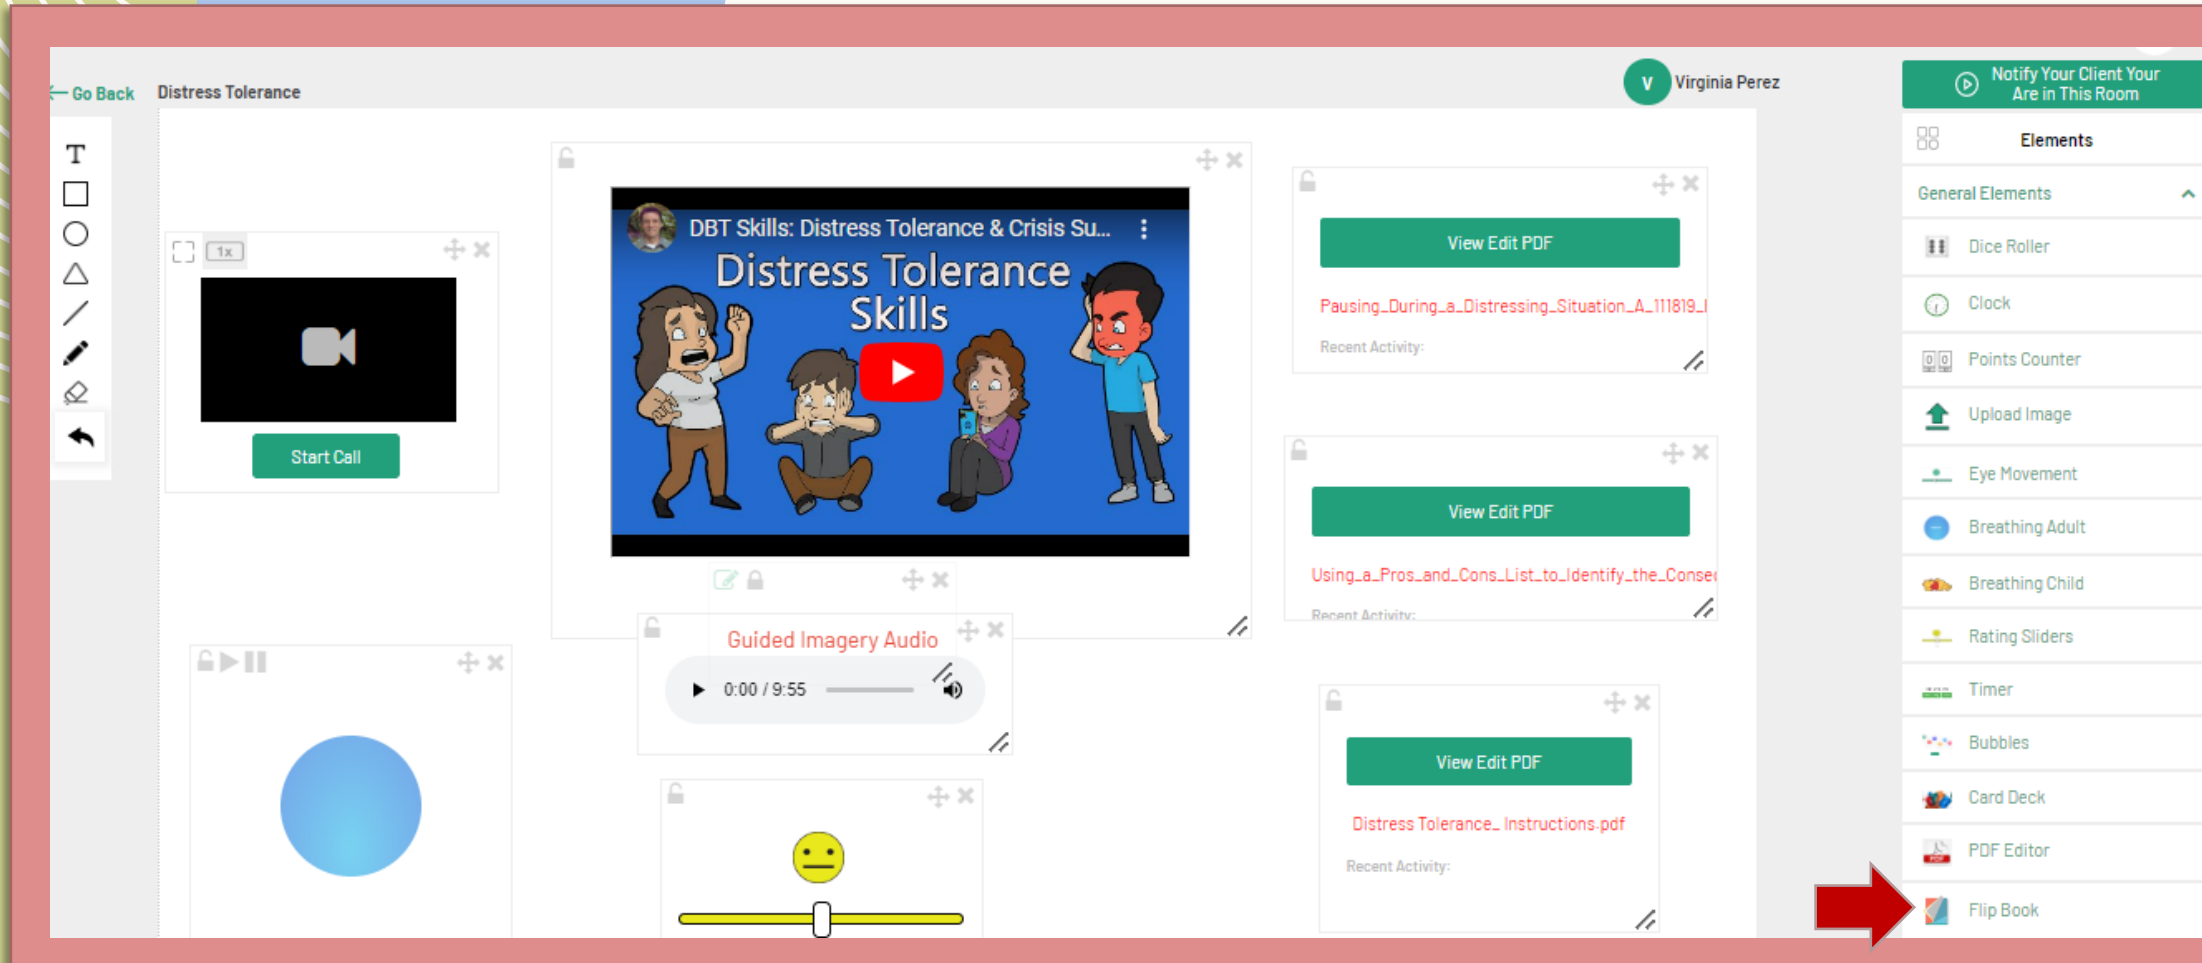 Go Back
Distress Tolerance
V
Virginia Perez
Notify Your Client Your
Are in This Room
Elements
General Elements
Dice Roller
Clock
Points Counter
Upload Image
Eye Movement
Breathing Adult
Breathing Child
Rating Sliders
Timer
Bubbles
Card Deck
PDF Editor
Flip Book
T
1x
Start Call
DBT Skills: Distress Tolerance & Crisis Su...
Distress Tolerance
Skills
Guided Imagery Audio
0:00 / 9:55
View Edit PDF
Pausing_During_a_Distressing_Situation_A_111819_
Recent Activity:
View Edit PDF
Using_a_Pros_and_Cons_List_to_Identify_the_Conse
Recent Activity:
View Edit PDF
Distress Tolerance_ Instructions.pdf
Recent Activity:
PDF